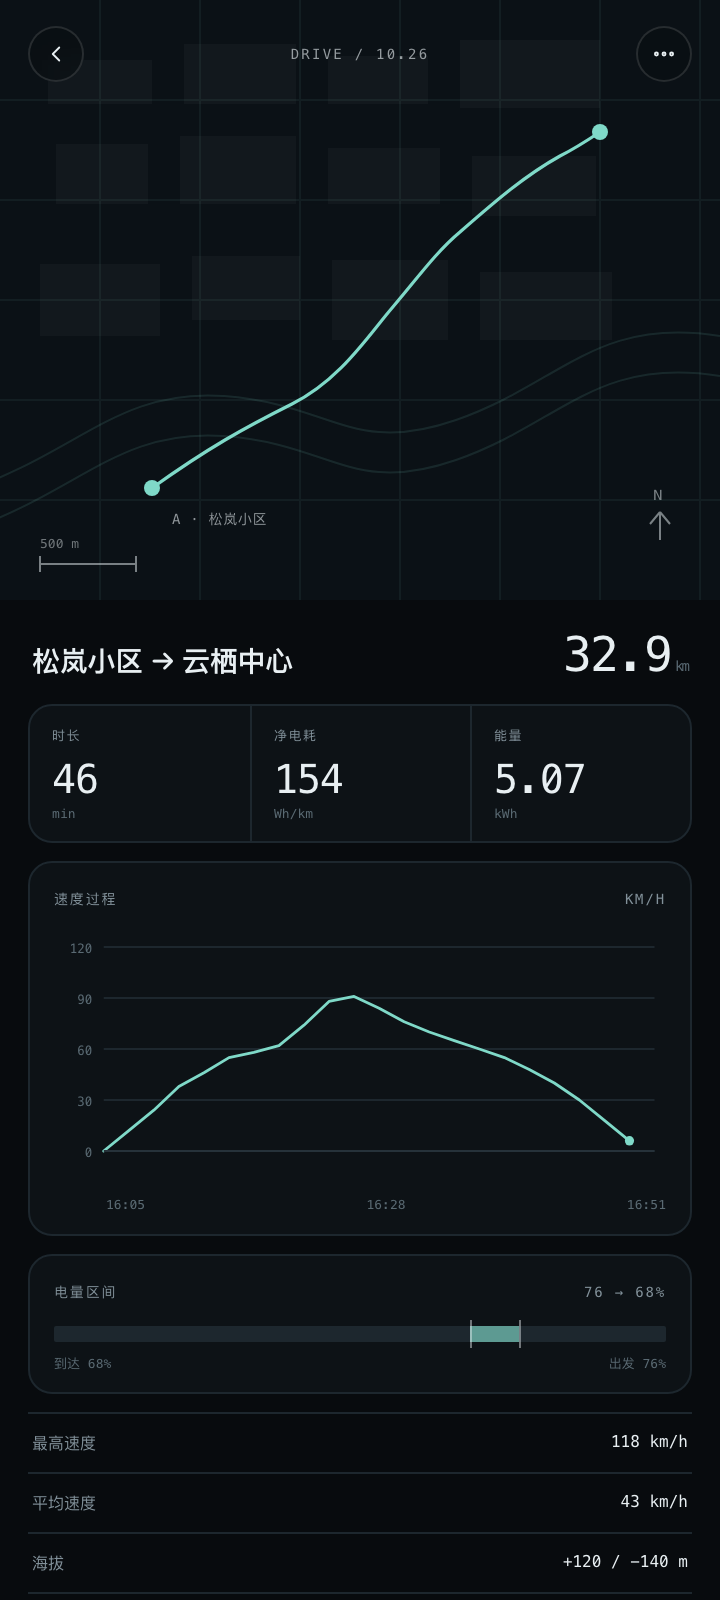 DRIVE / 10.26
N
A · 松岚小区
500 m
松岚小区 → 云栖中心
32.9 km
时长 净电耗 能量
46 154 5.07
min Wh/km kWh
速度过程 KM/H
120
90
60
30
0
16:05 16:28 16:51
电量区间 76 → 68%
到达 68% 出发 76%
最高速度 118 km/h
平均速度 43 km/h
海拔 +120 / −140 m